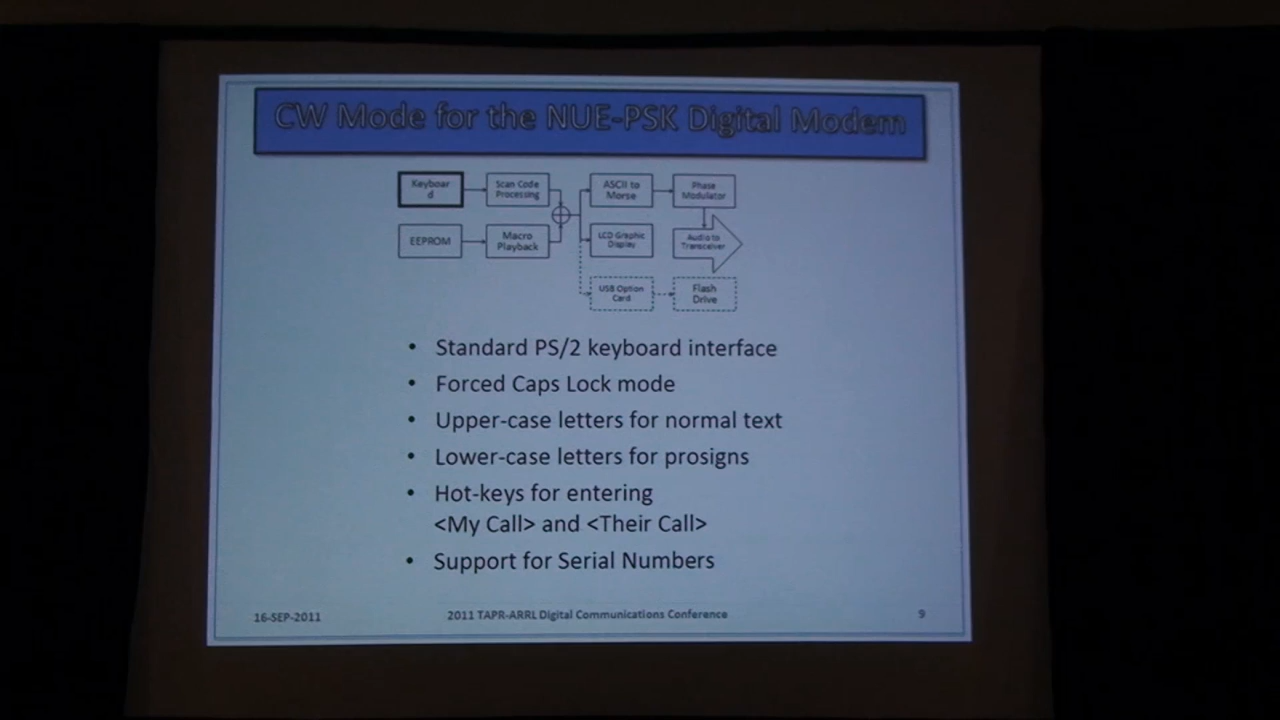 CW Mode for the NUE-PSK Digital Modem
Keyboar
d
Scan Code
Processing
ASCII to
Morse
Phase
Modulator
EEPROM
Macro
Playback
LCD Graphic
Display
Audio to
Transceiver
USB Option
Card
Flash
Drive
• Standard PS/2 keyboard interface
• Forced Caps Lock mode
• Upper-case letters for normal text
• Lower-case letters for prosigns
• Hot-keys for entering
<My Call> and <Their Call>
• Support for Serial Numbers
16-SEP-2011
2011 TAPR-ARRL Digital Communications Conference
9